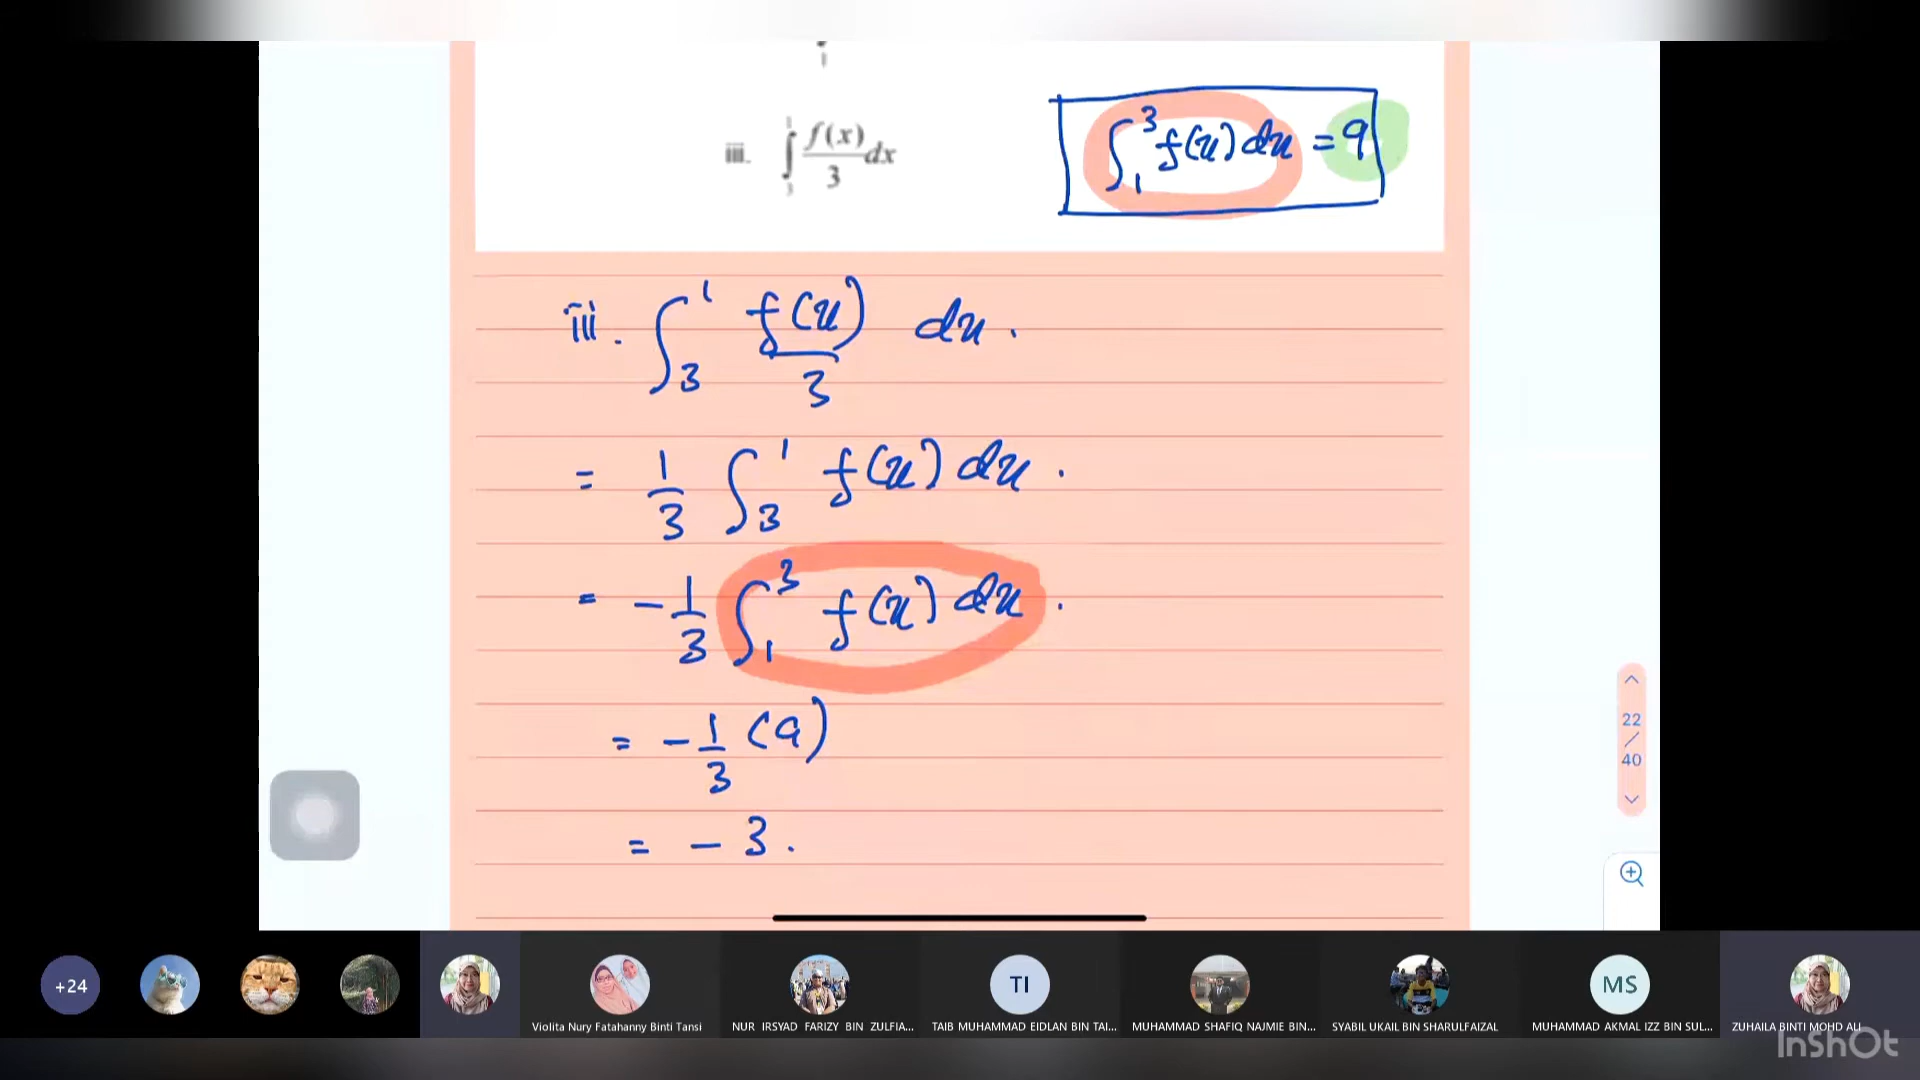 1
iii. ∫₃¹ f(x)/3 dx
∫₁³ f(x) dx = 9
iii. ∫₃¹ f(x)/3 dx.
= 1/3 ∫₃¹ f(x) dx.
= -1/3 ∫₁³ f(x) dx.
= -1/3 (9)
= -3.
22
/
40
+24
TI
MS
Violita Nury Fatahanny Binti Tansi
NUR IRSYAD FARIZY BIN ZULFIA...
TAIB MUHAMMAD EIDLAN BIN TAI...
MUHAMMAD SHAFIQ NAJMIE BIN...
SYABIL UKAIL BIN SHARULFAIZAL
MUHAMMAD AKMAL IZZ BIN SUL...
ZUHAILA BINTI MOHD ALI
InShOt